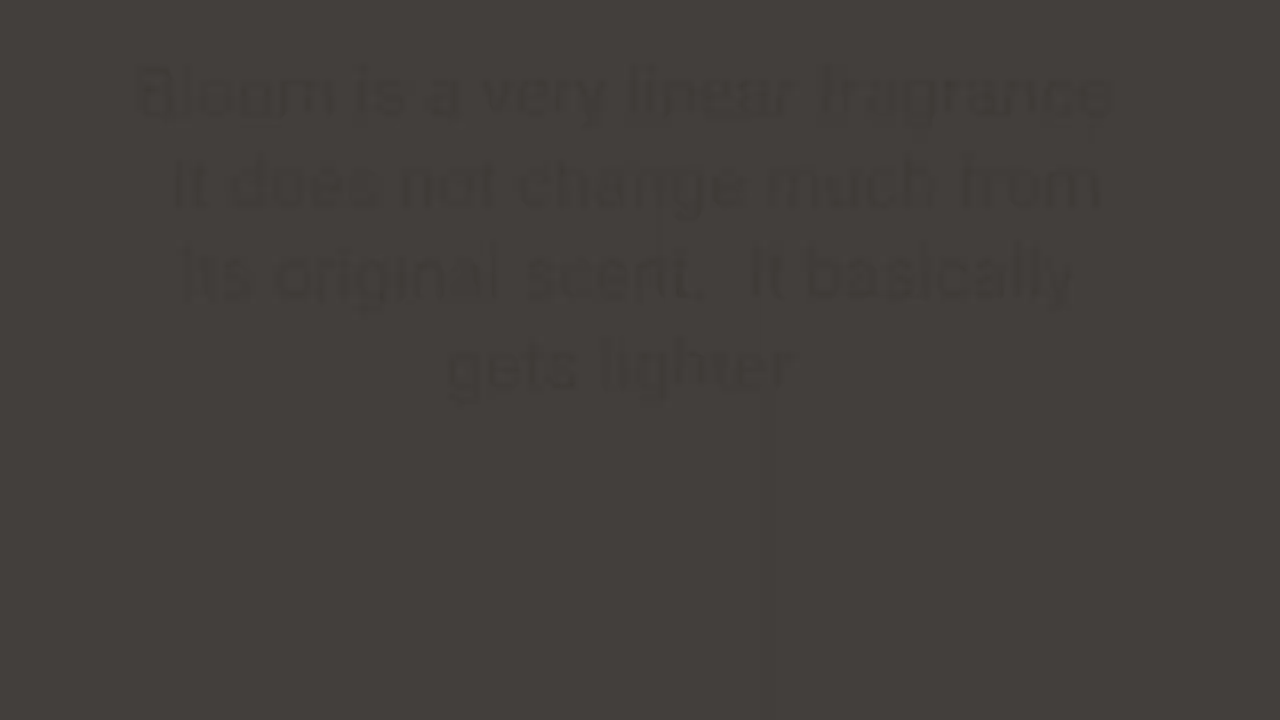 Bloom is a very linear fragrance
It does not change much from
its original scent.  It basically
gets lighter